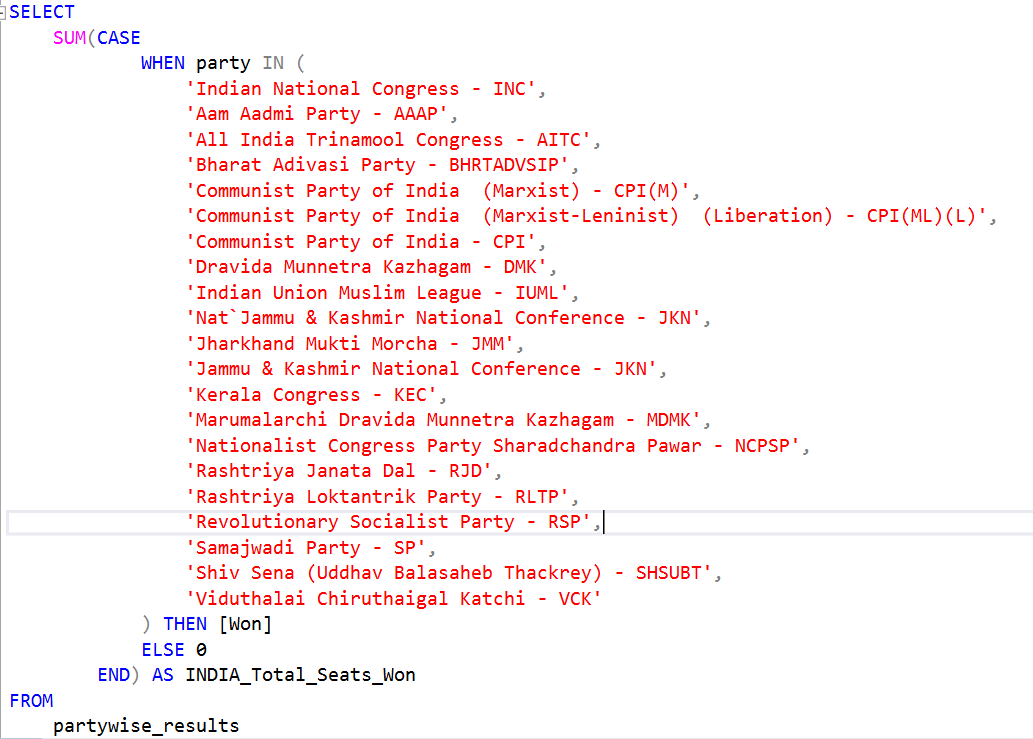 SELECT
    SUM(CASE
            WHEN party IN (
                'Indian National Congress - INC',
                'Aam Aadmi Party - AAAP',
                'All India Trinamool Congress - AITC',
                'Bharat Adivasi Party - BHRTADVSIP',
                'Communist Party of India  (Marxist) - CPI(M)',
                'Communist Party of India  (Marxist-Leninist)  (Liberation) - CPI(ML)(L)',
                'Communist Party of India - CPI',
                'Dravida Munnetra Kazhagam - DMK',
                'Indian Union Muslim League - IUML',
                'Nat`Jammu & Kashmir National Conference - JKN',
                'Jharkhand Mukti Morcha - JMM',
                'Jammu & Kashmir National Conference - JKN',
                'Kerala Congress - KEC',
                'Marumalarchi Dravida Munnetra Kazhagam - MDMK',
                'Nationalist Congress Party Sharadchandra Pawar - NCPSP',
                'Rashtriya Janata Dal - RJD',
                'Rashtriya Loktantrik Party - RLTP',
                'Revolutionary Socialist Party - RSP',
                'Samajwadi Party - SP',
                'Shiv Sena (Uddhav Balasaheb Thackrey) - SHSUBT',
                'Viduthalai Chiruthaigal Katchi - VCK'
            ) THEN [Won]
            ELSE 0
        END) AS INDIA_Total_Seats_Won
FROM
    partywise_results